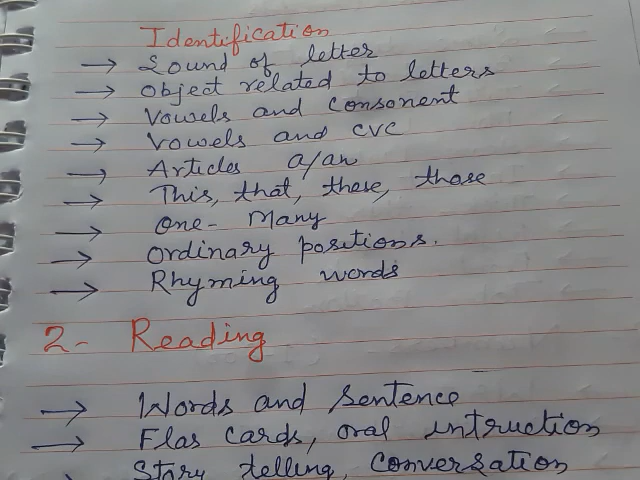 Identification
→ Sound of letter
→ Object related to letters
→ Vowels and Consonent
→ Vowels and CVC
→ Articles a/an
→ This, that, these, those
→ One - Many
→ Ordinary positions.
→ Rhyming words
2- Reading
→ Words and Sentence
→ Flas cards, oral intruction
→ Story telling, Conversation